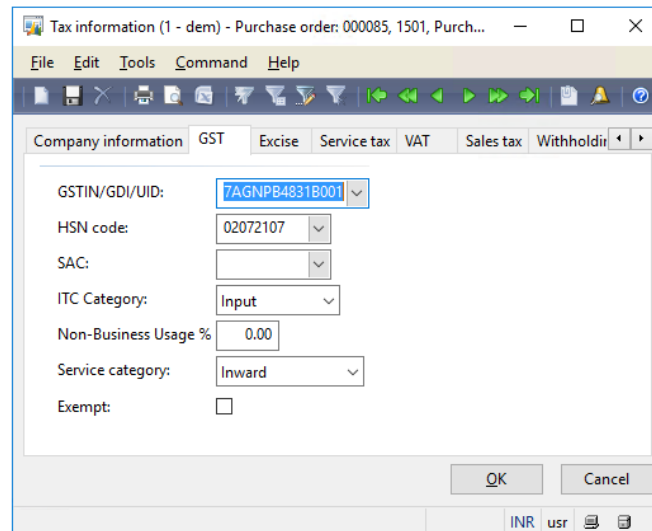 Tax information (1 - dem) - Purchase order: 000085, 1501, Purch...
File Edit Tools Command Help
Company information GST Excise Service tax VAT Sales tax Withholdir
GSTIN/GDI/UID: 7AGNPB4831B001
HSN code: 02072107
SAC:
ITC Category: Input
Non-Business Usage % 0.00
Service category: Inward
Exempt:
OK Cancel
INR usr